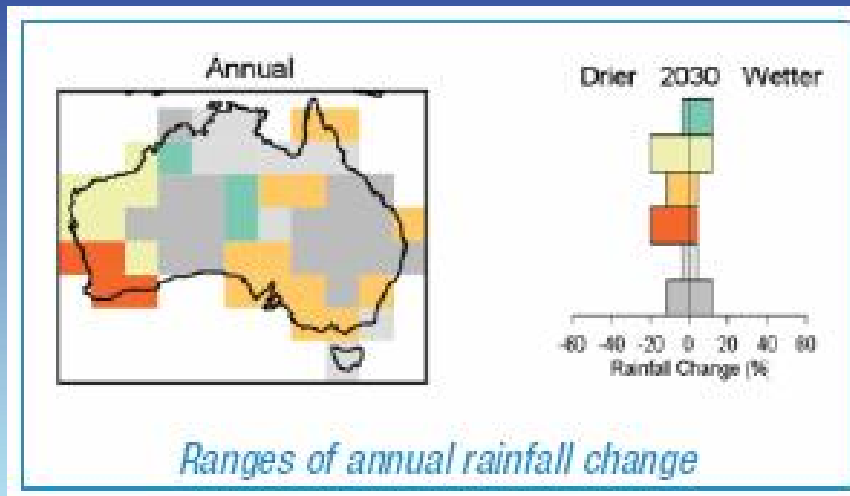 Annual
Drier 2030 Wetter
-60 -40 -20 0 20 40 60
Rainfall Change (%
Ranges of annual rainfall change